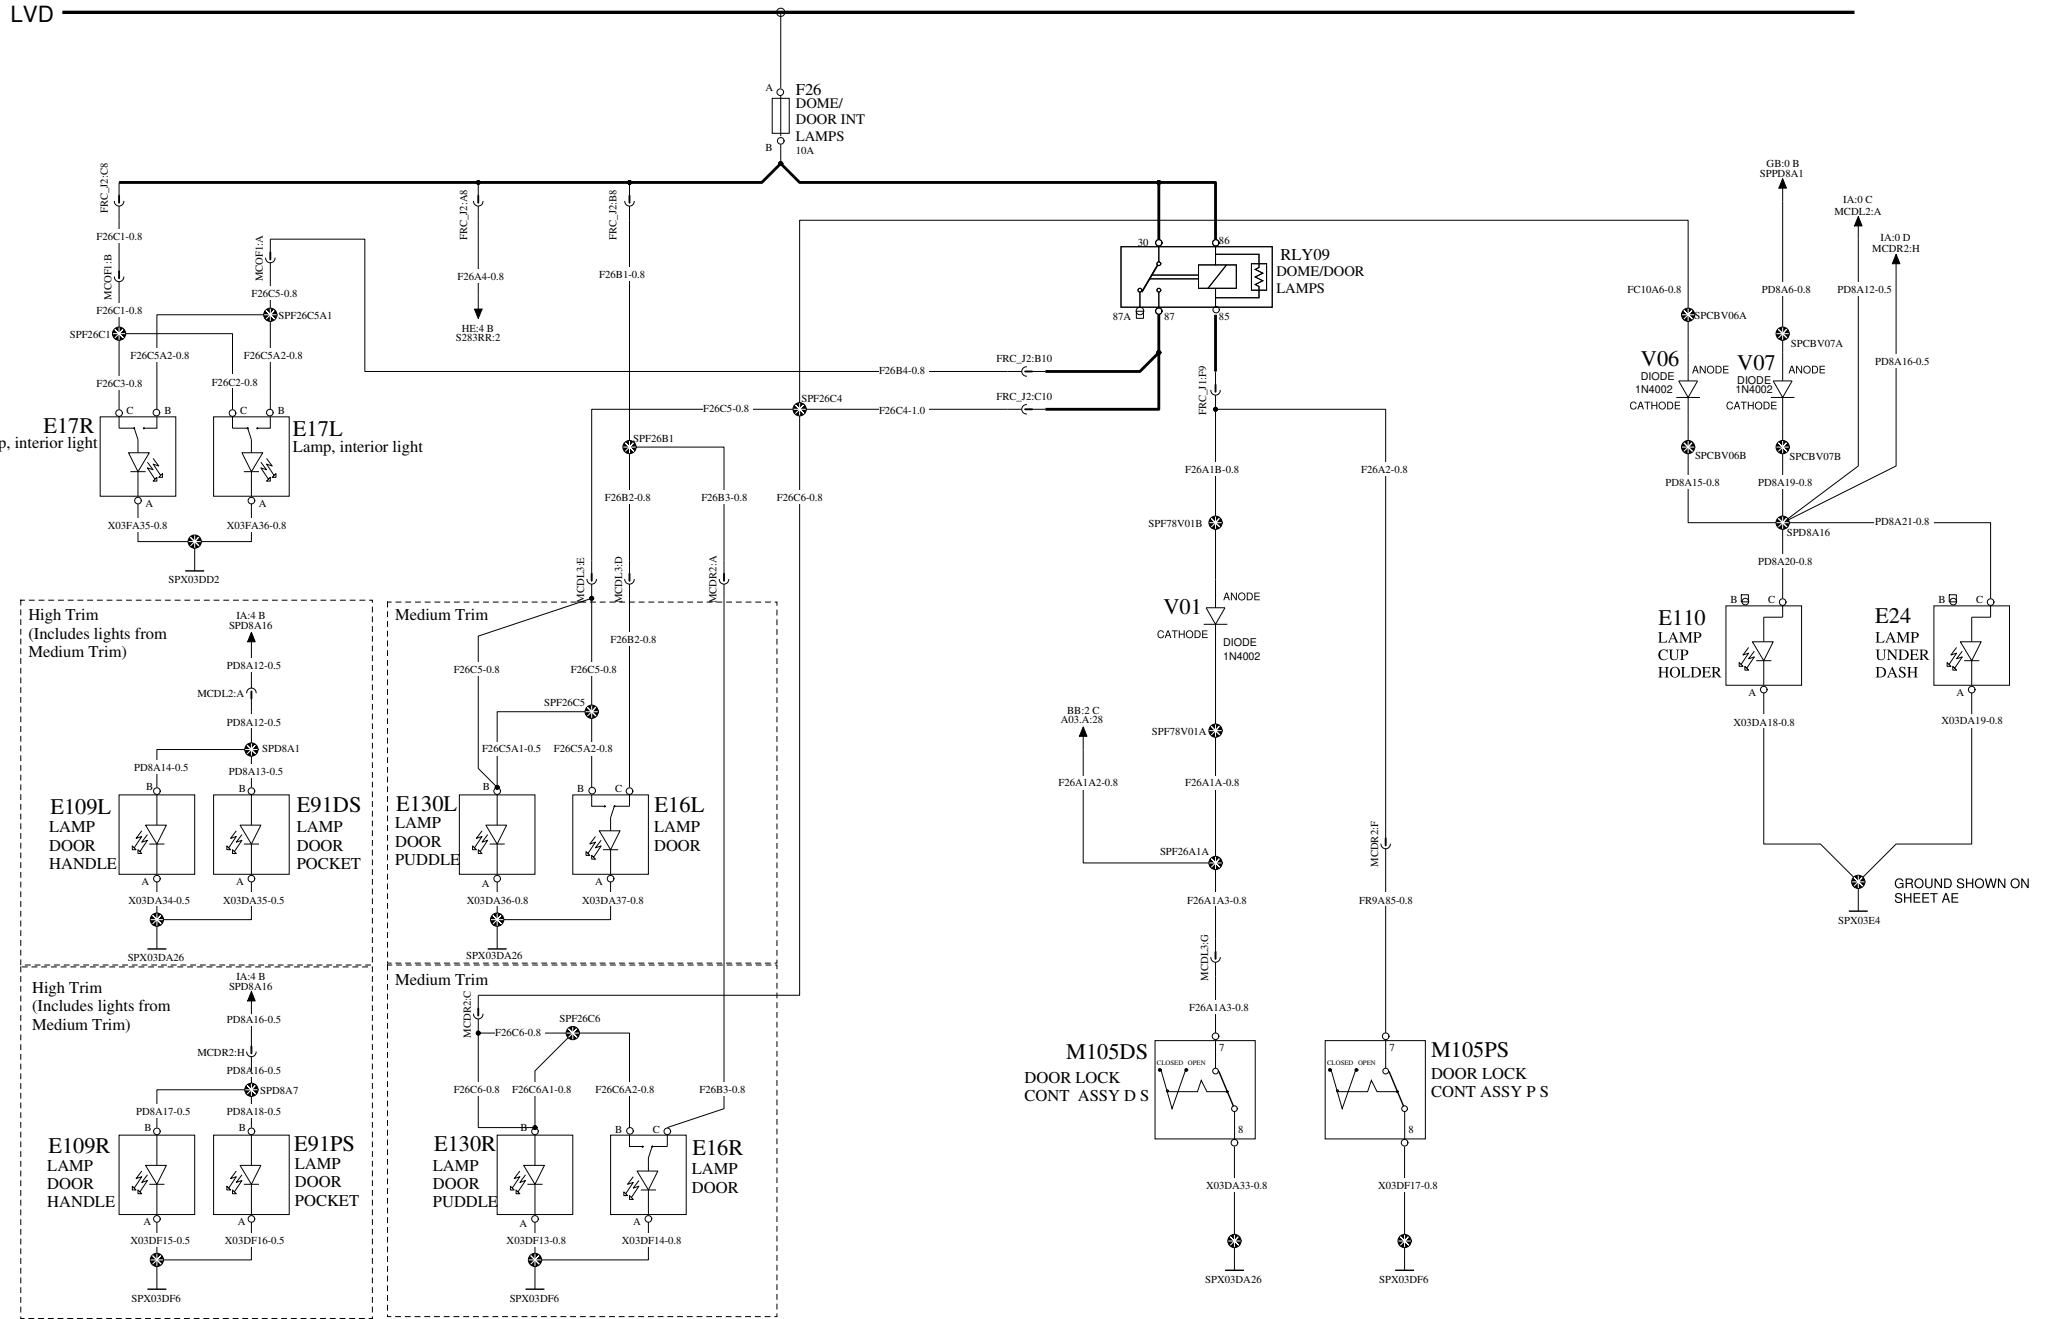 LVD
A
F26
DOME/
DOOR INT
LAMPS
B
10A
FRC_J2:C8
F26C1-0.8
MCOF1:B
F26C1-0.8
SPF26C1
MCOF1:A
F26C5-0.8
SPF26C5A1
F26C5A2-0.8
F26C5A2-0.8
F26C3-0.8
F26C2-0.8
C
B
C
B
E17R
p, interior light
E17L
Lamp, interior light
A
A
X03FA35-0.8
X03FA36-0.8
SPX03DD2
FRC_J2:A8
F26A4-0.8
HE:4 B
S283RR:2
FRC_J2:B8
F26B1-0.8
30
86
RLY09
DOME/DOOR
LAMPS
87A
87
85
F26B4-0.8
FRC_J2:B10
F26C5-0.8
SPF26C4
F26C4-1.0
FRC_J2:C10
FRC_J1:F9
SPF26B1
F26B2-0.8
F26B3-0.8
F26C6-0.8
F26A1B-0.8
F26A2-0.8
SPF78V01B
ANODE
V01
CATHODE
DIODE
1N4002
SPF78V01A
BB:2 C
A03.A:28
F26A1A2-0.8
F26A1A-0.8
SPF26A1A
MCDR2:F
F26A1A3-0.8
FR9A85-0.8
MCDL3:G
F26A1A3-0.8
M105DS
DOOR LOCK
CONT ASSY D S
7
CLOSED OPEN
8
X03DA33-0.8
SPX03DA26
7
CLOSED OPEN
8
M105PS
DOOR LOCK
CONT ASSY P S
X03DF17-0.8
SPX03DF6
GB:0 B
SPPD8A1
IA:0 C
MCDL2:A
IA:0 D
MCDR2:H
FC10A6-0.8
PD8A6-0.8
PD8A12-0.5
SPCBV06A
SPCBV07A
PD8A16-0.5
V06
DIODE
1N4002
ANODE
CATHODE
V07
DIODE
1N4002
ANODE
CATHODE
SPCBV06B
SPCBV07B
PD8A15-0.8
PD8A19-0.8
SPD8A16
PD8A21-0.8
PD8A20-0.8
B
C
B
C
E110
LAMP
CUP
HOLDER
E24
LAMP
UNDER
DASH
A
A
X03DA18-0.8
X03DA19-0.8
GROUND SHOWN ON
SHEET AE
SPX03E4
MCDL3:E
MCDL3:D
MCDR2:A
High Trim
(Includes lights from
Medium Trim)
IA:4 B
SPD8A16
PD8A12-0.5
MCDL2:A
PD8A12-0.5
SPD8A1
PD8A14-0.5
PD8A13-0.5
B
B
E109L
LAMP
DOOR
HANDLE
E91DS
LAMP
DOOR
POCKET
A
A
X03DA34-0.5
X03DA35-0.5
SPX03DA26
Medium Trim
F26B2-0.8
F26C5-0.8
F26C5-0.8
SPF26C5
F26C5A1-0.5
F26C5A2-0.8
B
B
C
E130L
LAMP
DOOR
PUDDLE
E16L
LAMP
DOOR
A
A
X03DA36-0.8
X03DA37-0.8
SPX03DA26
High Trim
(Includes lights from
Medium Trim)
IA:4 B
SPD8A16
PD8A16-0.5
MCDR2:H
PD8A16-0.5
SPD8A7
PD8A17-0.5
PD8A18-0.5
B
B
E109R
LAMP
DOOR
HANDLE
E91PS
LAMP
DOOR
POCKET
A
A
X03DF15-0.5
X03DF16-0.5
SPX03DF6
Medium Trim
MCDR2:C
F26C6-0.8
SPF26C6
F26C6-0.8
F26C6A1-0.8
F26C6A2-0.8
F26B3-0.8
B
B
C
E130R
LAMP
DOOR
PUDDLE
E16R
LAMP
DOOR
A
A
X03DF13-0.8
X03DF14-0.8
SPX03DF6